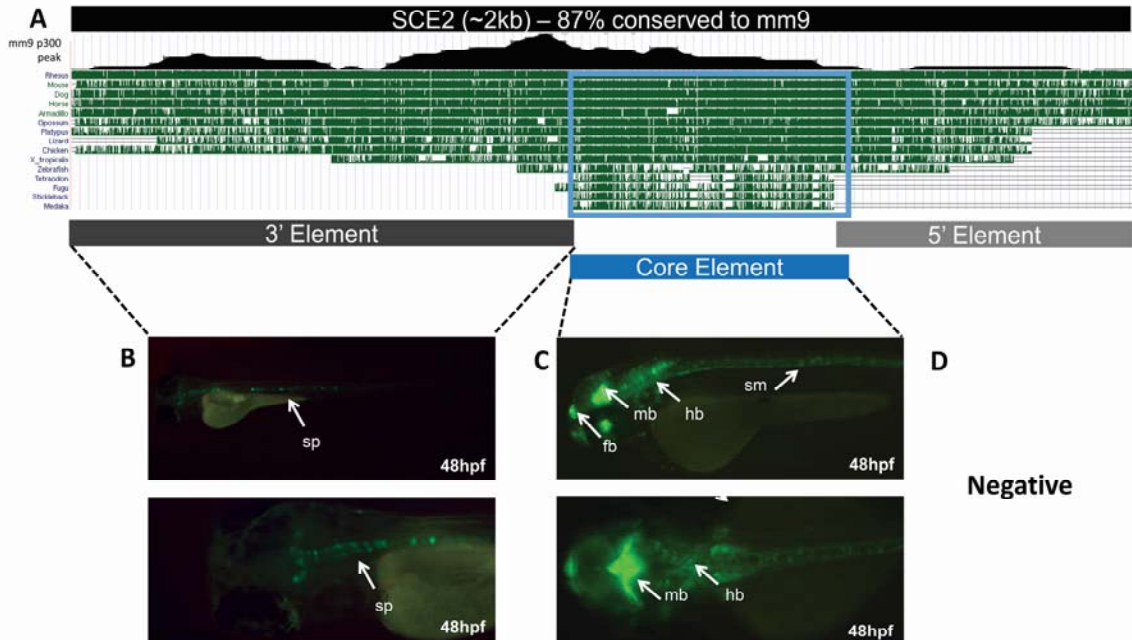 A
SCE2 (~2kb) – 87% conserved to mm9
mm9 p300
peak
Rhesus
Mouse
Dog
Horse
Armadillo
Opossum
Platypus
Lizard
Chicken
X_tropicalis
Zebrafish
Tetraodon
Fugu
Stickleback
Medaka
3' Element
5' Element
Core Element
B
sp
48hpf
sp
48hpf
C
fb
mb
hb
sm
48hpf
mb
hb
48hpf
D
Negative